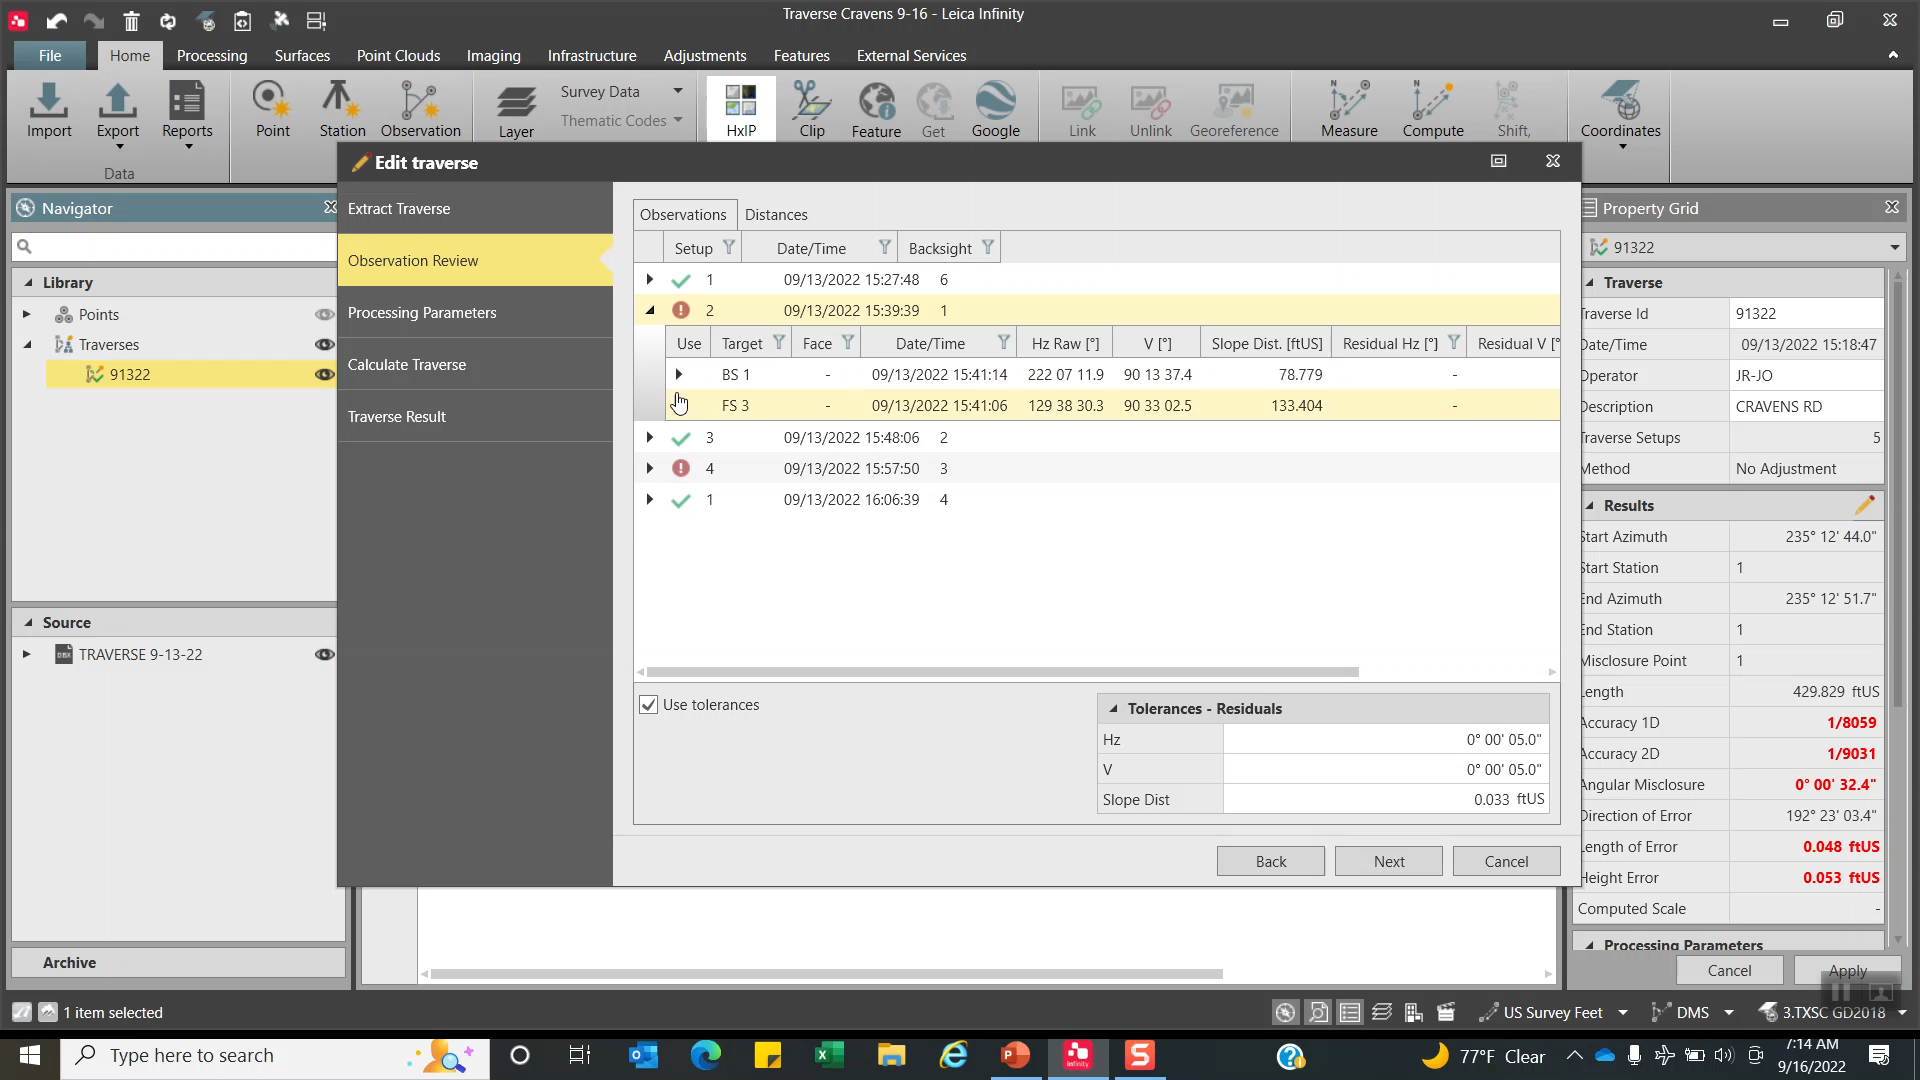 Traverse Cravens 9-16 - Leica Infinity
File Home Processing Surfaces Point Clouds Imaging Infrastructure Adjustments Features External Services
Import Export Reports Point Station Observation Layer Survey Data Thematic Codes HxIP Clip Feature Get Google Link Unlink Georeference Measure Compute Shift, Coordinates
Data
Edit traverse
Navigator
Library
Points
Traverses
91322
Source
TRAVERSE 9-13-22
Archive
Extract Traverse
Observation Review
Processing Parameters
Calculate Traverse
Traverse Result
Observations Distances
Setup Date/Time Backsight
1 09/13/2022 15:27:48 6
2 09/13/2022 15:39:39 1
Use Target Face Date/Time Hz Raw [°] V [°] Slope Dist. [ftUS] Residual Hz [°] Residual V [°
BS 1 - 09/13/2022 15:41:14 222 07 11.9 90 13 37.4 78.779 -
FS 3 - 09/13/2022 15:41:06 129 38 30.3 90 33 02.5 133.404 -
3 09/13/2022 15:48:06 2
4 09/13/2022 15:57:50 3
1 09/13/2022 16:06:39 4
Use tolerances
Tolerances - Residuals
Hz 0° 00' 05.0"
V 0° 00' 05.0"
Slope Dist 0.033 ftUS
Back Next Cancel
Property Grid
91322
Traverse
Traverse Id 91322
Date/Time 09/13/2022 15:18:47
Operator JR-JO
Description CRAVENS RD
Traverse Setups 5
Method No Adjustment
Results
Start Azimuth 235° 12' 44.0"
Start Station 1
End Azimuth 235° 12' 51.7"
End Station 1
Misclosure Point 1
Length 429.829 ftUS
Accuracy 1D 1/8059
Accuracy 2D 1/9031
Angular Misclosure 0° 00' 32.4"
Direction of Error 192° 23' 03.4"
Length of Error 0.048 ftUS
Height Error 0.053 ftUS
Computed Scale -
Processing Parameters
Cancel Apply
1 item selected
US Survey Feet DMS 3.TXSC GD2018
Type here to search
77°F Clear
7:14 AM
9/16/2022